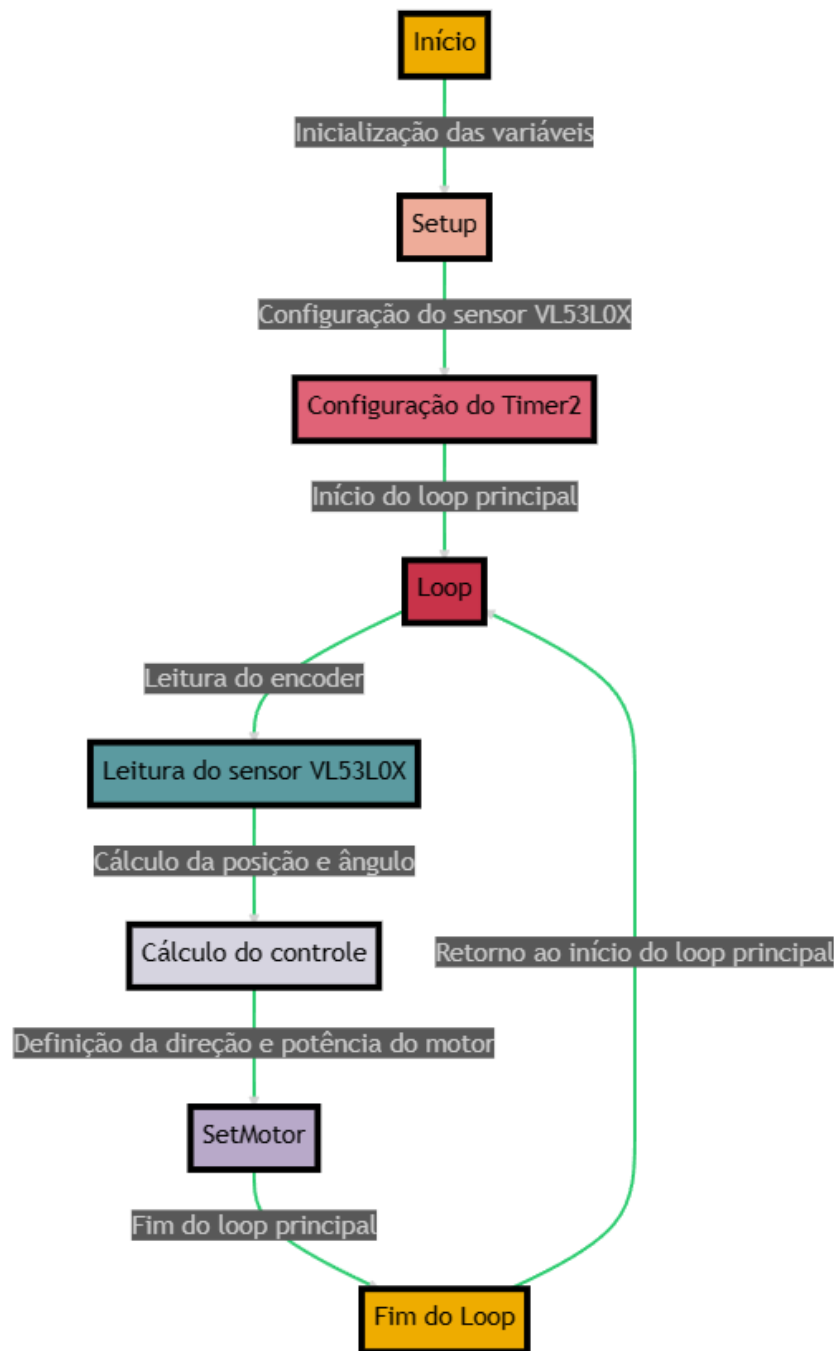 Início
Inicialização das variáveis
Setup
Configuração do sensor VL53L0X
Configuração do Timer2
Início do loop principal
Loop
Leitura do encoder
Leitura do sensor VL53L0X
Cálculo da posição e ângulo
Cálculo do controle
Retorno ao início do loop principal
Definição da direção e potência do motor
SetMotor
Fim do loop principal
Fim do Loop